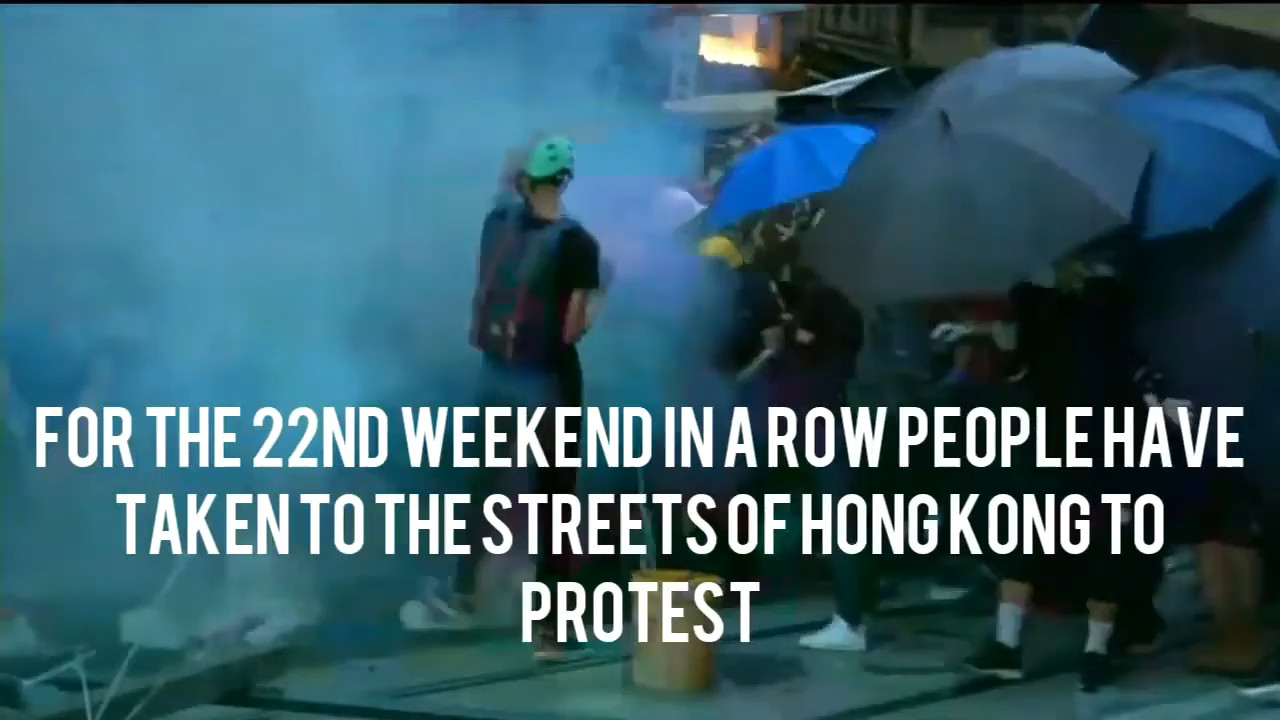 FOR THE 22ND WEEKEND IN A ROW PEOPLE HAVE
TAKEN TO THE STREETS OF HONG KONG TO
PROTEST